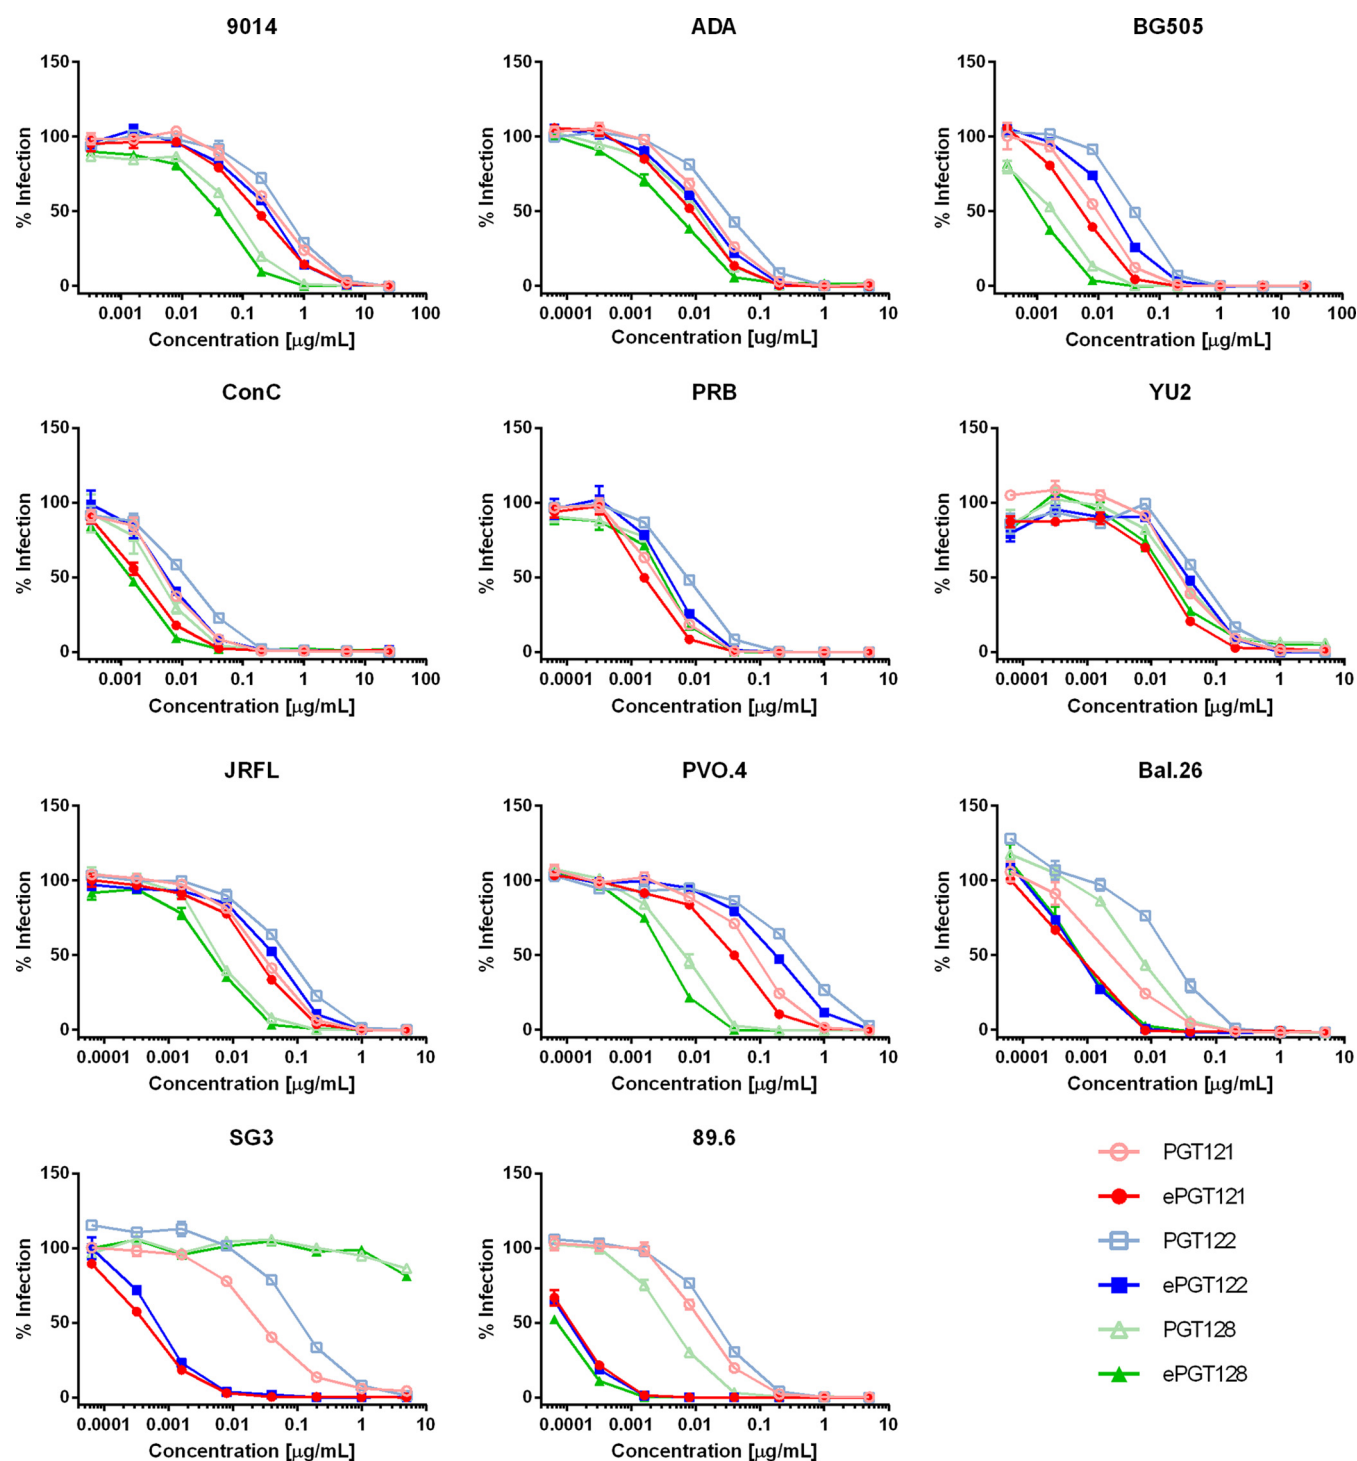 9014
ADA
BG505
150
100
50
0
% Infection
0.001 0.01 0.1 1 10 100
Concentration [μg/mL]
150
100
50
0
% Infection
0.0001 0.001 0.01 0.1 1 10
Concentration [ug/mL]
150
100
50
0
% Infection
0.001 0.01 0.1 1 10 100
Concentration [μg/mL]
ConC
PRB
YU2
150
100
50
0
% Infection
0.001 0.01 0.1 1 10 100
Concentration [μg/mL]
150
100
50
0
% Infection
0.0001 0.001 0.01 0.1 1 10
Concentration [μg/mL]
150
100
50
0
% Infection
0.0001 0.001 0.01 0.1 1 10
Concentration [μg/mL]
JRFL
PVO.4
Bal.26
150
100
50
0
% Infection
0.0001 0.001 0.01 0.1 1 10
Concentration [μg/mL]
150
100
50
0
% Infection
0.0001 0.001 0.01 0.1 1 10
Concentration [μg/mL]
150
100
50
0
% Infection
0.0001 0.001 0.01 0.1 1 10
Concentration [μg/mL]
SG3
89.6
150
100
50
0
% Infection
0.0001 0.001 0.01 0.1 1 10
Concentration [μg/mL]
150
100
50
0
% Infection
0.0001 0.001 0.01 0.1 1 10
Concentration [μg/mL]
PGT121
ePGT121
PGT122
ePGT122
PGT128
ePGT128